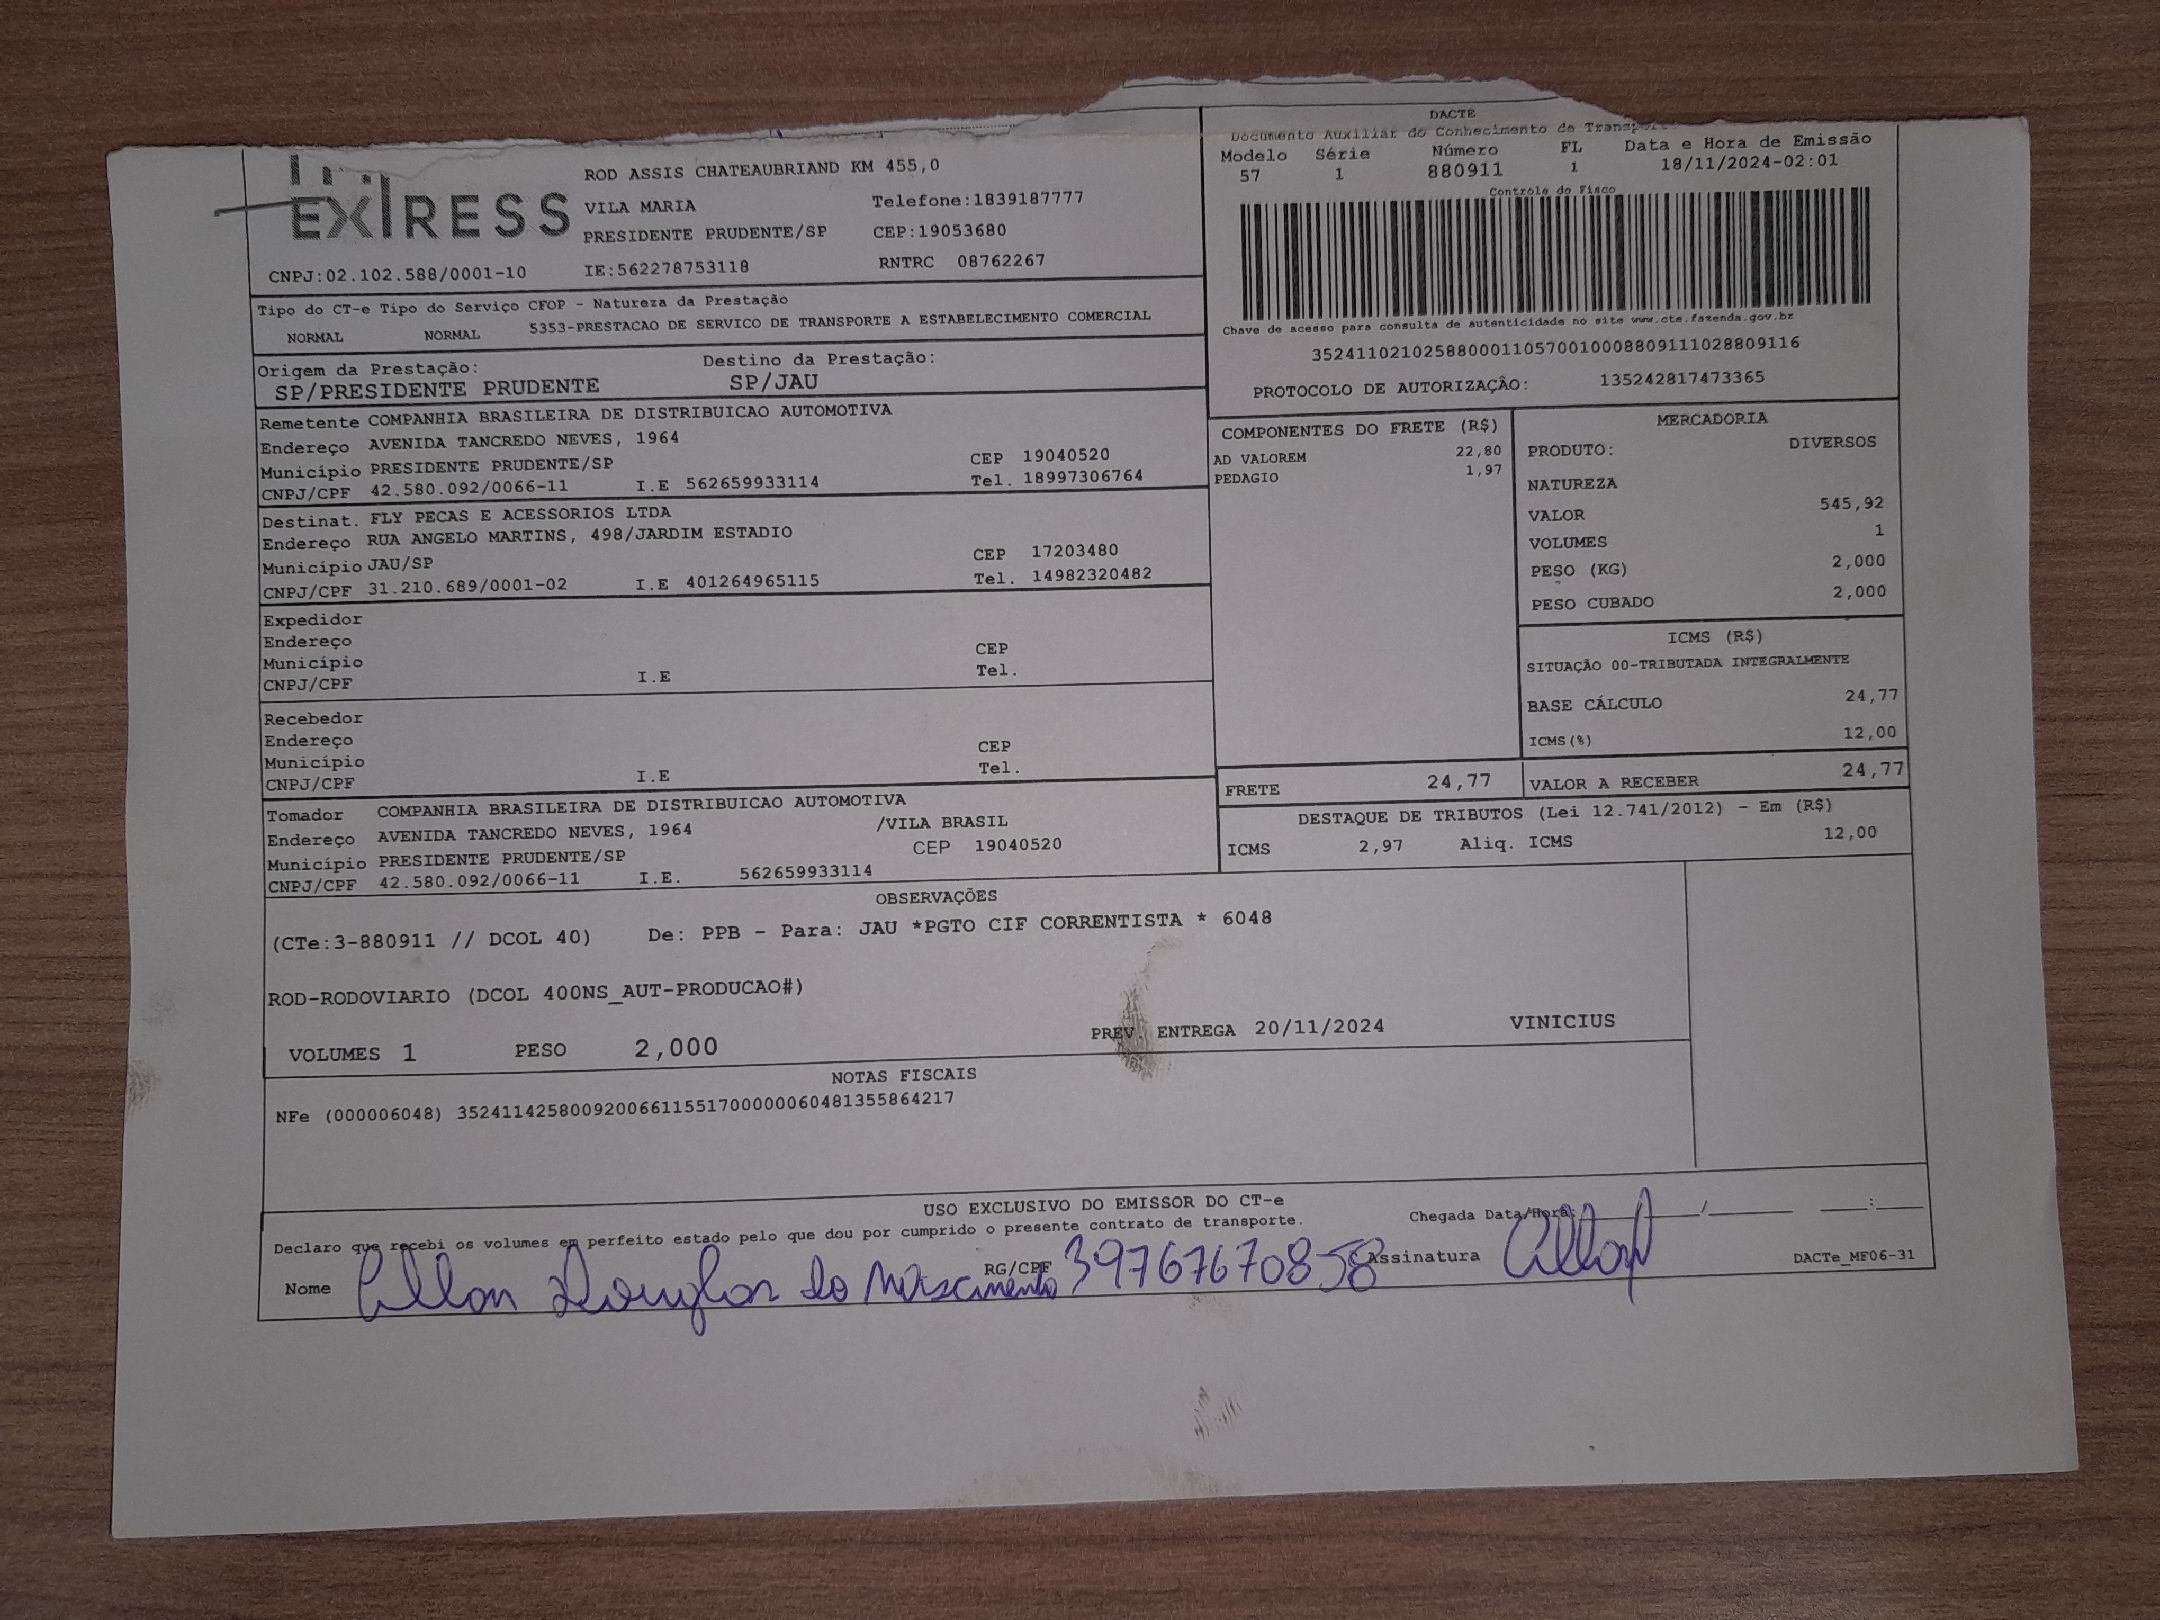 EXPRESS
ROD ASSIS CHATEAUBRIAND KM 455,0
VILA MARIA Telefone:1839187777
PRESIDENTE PRUDENTE/SP CEP:19053680
CNPJ:02.102.588/0001-10 IE:562278753118 RNTRC 08762267
DACTE
Documento Auxiliar do Conhecimento de Transporte
Modelo Série Número FL Data e Hora de Emissão
57 1 880911 1 18/11/2024-02:01
Controle do Fisco
Chave de acesso para consulta de autenticidade no site www.cte.fazenda.gov.br
35241102102588000110570010008809111028809116
PROTOCOLO DE AUTORIZAÇÃO: 135242817473365
Tipo do CT-e Tipo do Serviço CFOP - Natureza da Prestação
NORMAL NORMAL 5353-PRESTACAO DE SERVICO DE TRANSPORTE A ESTABELECIMENTO COMERCIAL
Origem da Prestação: Destino da Prestação:
SP/PRESIDENTE PRUDENTE SP/JAU
Remetente COMPANHIA BRASILEIRA DE DISTRIBUICAO AUTOMOTIVA
Endereço AVENIDA TANCREDO NEVES, 1964
Município PRESIDENTE PRUDENTE/SP CEP 19040520
CNPJ/CPF 42.580.092/0066-11 I.E 562659933114 Tel. 18997306764
Destinat. FLY PECAS E ACESSORIOS LTDA
Endereço RUA ANGELO MARTINS, 498/JARDIM ESTADIO
Município JAU/SP CEP 17203480
CNPJ/CPF 31.210.689/0001-02 I.E 401264965115 Tel. 14982320482
Expedidor
Endereço
Município CEP
CNPJ/CPF I.E Tel.
Recebedor
Endereço
Município CEP
CNPJ/CPF I.E Tel.
Tomador COMPANHIA BRASILEIRA DE DISTRIBUICAO AUTOMOTIVA
Endereço AVENIDA TANCREDO NEVES, 1964 /VILA BRASIL
Município PRESIDENTE PRUDENTE/SP CEP 19040520
CNPJ/CPF 42.580.092/0066-11 I.E. 562659933114
COMPONENTES DO FRETE (R$)
AD VALOREM 22,80
PEDAGIO 1,97
MERCADORIA
PRODUTO: DIVERSOS
NATUREZA
VALOR 545,92
VOLUMES 1
PESO (KG) 2,000
PESO CUBADO 2,000
ICMS (R$)
SITUAÇÃO 00-TRIBUTADA INTEGRALMENTE
BASE CÁLCULO 24,77
ICMS(%) 12,00
FRETE 24,77 VALOR A RECEBER 24,77
DESTAQUE DE TRIBUTOS (Lei 12.741/2012) - Em (R$)
ICMS 2,97 Aliq. ICMS 12,00
OBSERVAÇÕES
(CTe:3-880911 // DCOL 40) De: PPB - Para: JAU *PGTO CIF CORRENTISTA * 6048
ROD-RODOVIARIO (DCOL 400NS_AUT-PRODUCAO#)
VOLUMES 1 PESO 2,000 PREV. ENTREGA 20/11/2024 VINICIUS
NOTAS FISCAIS
NFe (000006048) 35241142580092006611551700000060481355864217
USO EXCLUSIVO DO EMISSOR DO CT-e
Declaro que recebi os volumes em perfeito estado pelo que dou por cumprido o presente contrato de transporte. Chegada Data/Hora: / :
Nome Allan Douglas do Nascimento RG/CPF 39767670858 Assinatura Allan DACTe_MF06-31